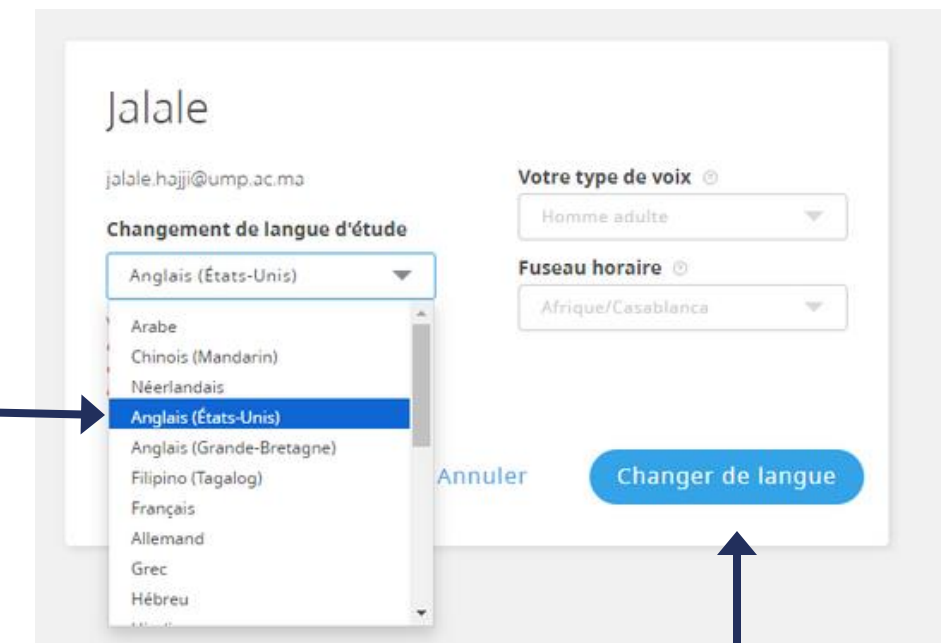 Jalale
jalale.hajji@ump.ac.ma
Changement de langue d'étude
Anglais (États-Unis)
Arabe
Chinois (Mandarin)
Néerlandais
Anglais (États-Unis)
Anglais (Grande-Bretagne)
Filipino (Tagalog)
Français
Allemand
Grec
Hébreu
Votre type de voix
Homme adulte
Fuseau horaire
Afrique/Casablanca
Annuler
Changer de langue